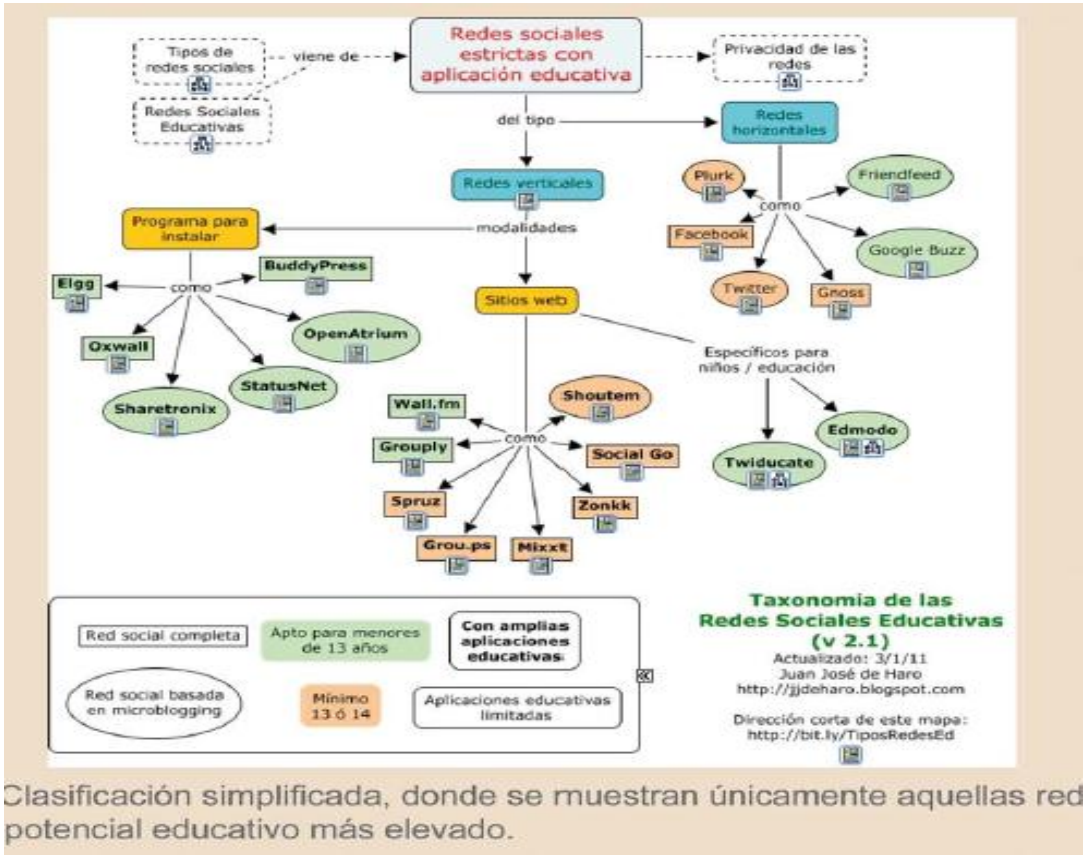 Redes sociales
estrictas con
aplicación educativa
Tipos de
redes sociales
viene de
Redes Sociales
Educativas
Privacidad de las
redes
del tipo
Redes
horizontales
Redes verticales
modalidades
Programa para
instalar
Plurk
Friendfeed
como
Facebook
Google Buzz
Twitter
Gnoss
Elgg
BuddyPress
como
Oxwall
OpenAtrium
StatusNet
Sharetronix
Sitios web
Específicos para
niños / educación
Wall.fm
Shoutem
Grouply
como
Social Go
Spruz
Zonkk
Grou.ps
Mixxt
Edmodo
Twiducate
Red social completa
Apto para menores
de 13 años
Con amplias
aplicaciones
educativas
Red social basada
en microblogging
Mínimo
13 ó 14
Aplicaciones educativas
limitadas
Taxonomía de las
Redes Sociales Educativas
(v 2.1)
Actualizado: 3/1/11
Juan José de Haro
http://jjdeharo.blogspot.com
Dirección corta de este mapa:
http://bit.ly/TiposRedesEd
Clasificación simplificada, donde se muestran únicamente aquellas red
potencial educativo más elevado.